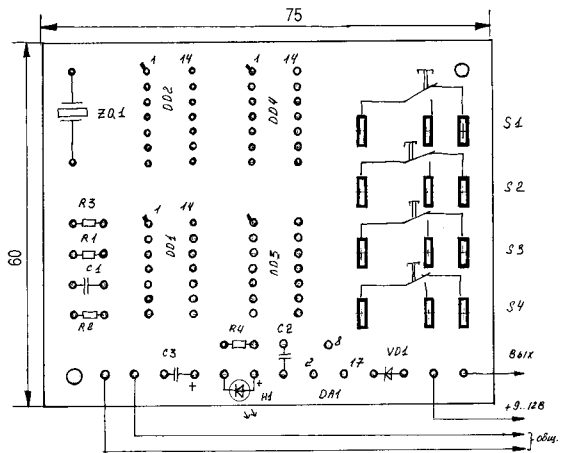 75
60
1 14 1 14
ZQ1 DD2 DD4 S1
S2
R3 1 14
R1 DD1 DD3 S3
C1
R2 S4
R4 C2 8
C3 2 17 VD1 Вых
+ + H1 DA1
+9..12В
общ.